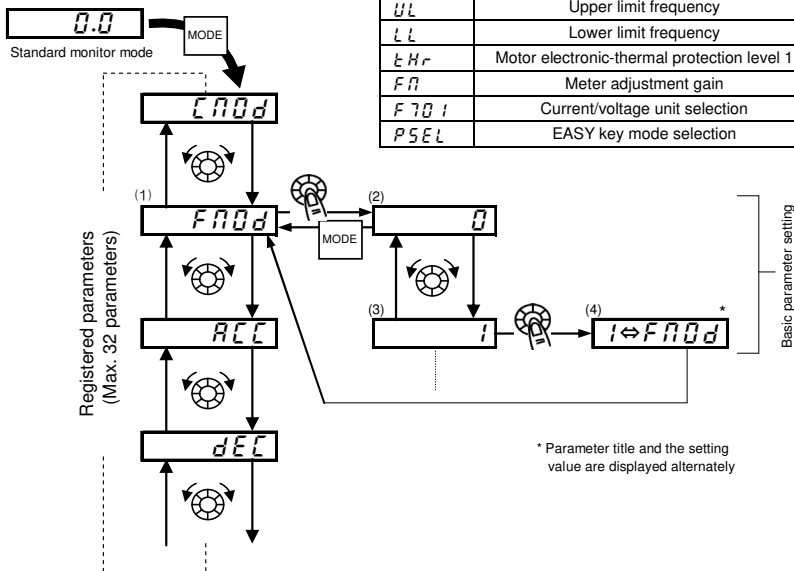 0.0
MODE
Standard monitor mode
UL Upper limit frequency
LL Lower limit frequency
tHr Motor electronic-thermal protection level 1
FM Meter adjustment gain
F701 Current/voltage unit selection
PSEL EASY key mode selection
CMOd
(1)
FMOd
MODE
(2)
0
(3)
1
(4)
1⇔FMOd
*
ACC
dEC
Registered parameters
(Max. 32 parameters)
Basic parameter setting
* Parameter title and the setting
value are displayed alternately